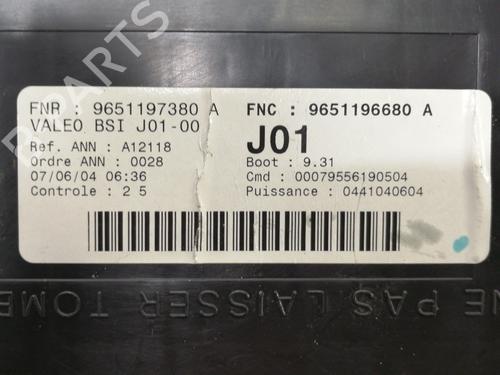 FNR : 9651197380 A
FNC : 9651196680 A
VALEO BSI J01-00
J01
Ref. ANN : A12118
Ordre ANN : 0028
Boot : 9.31
07/06/04 06:36
Cmd : 00079556190504
Controle : 2 5
Puissance : 0441040604
NE PAS LAISSER TOMB
B PARTS